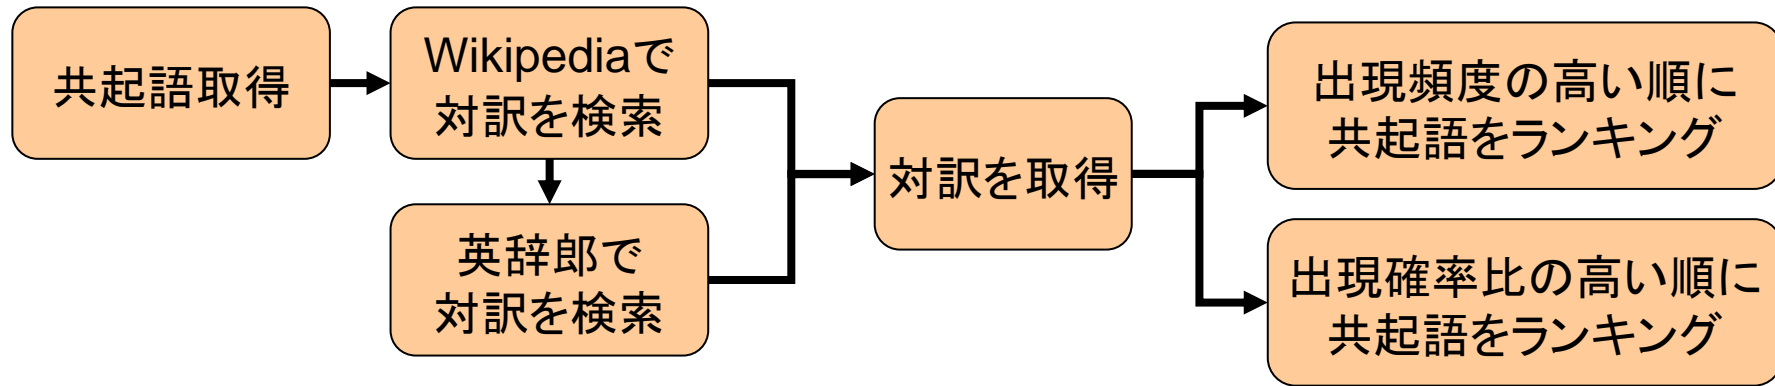 共起語取得
Wikipediaで
対訳を検索
英辞郎で
対訳を検索
対訳を取得
出現頻度の高い順に
共起語をランキング
出現確率比の高い順に
共起語をランキング